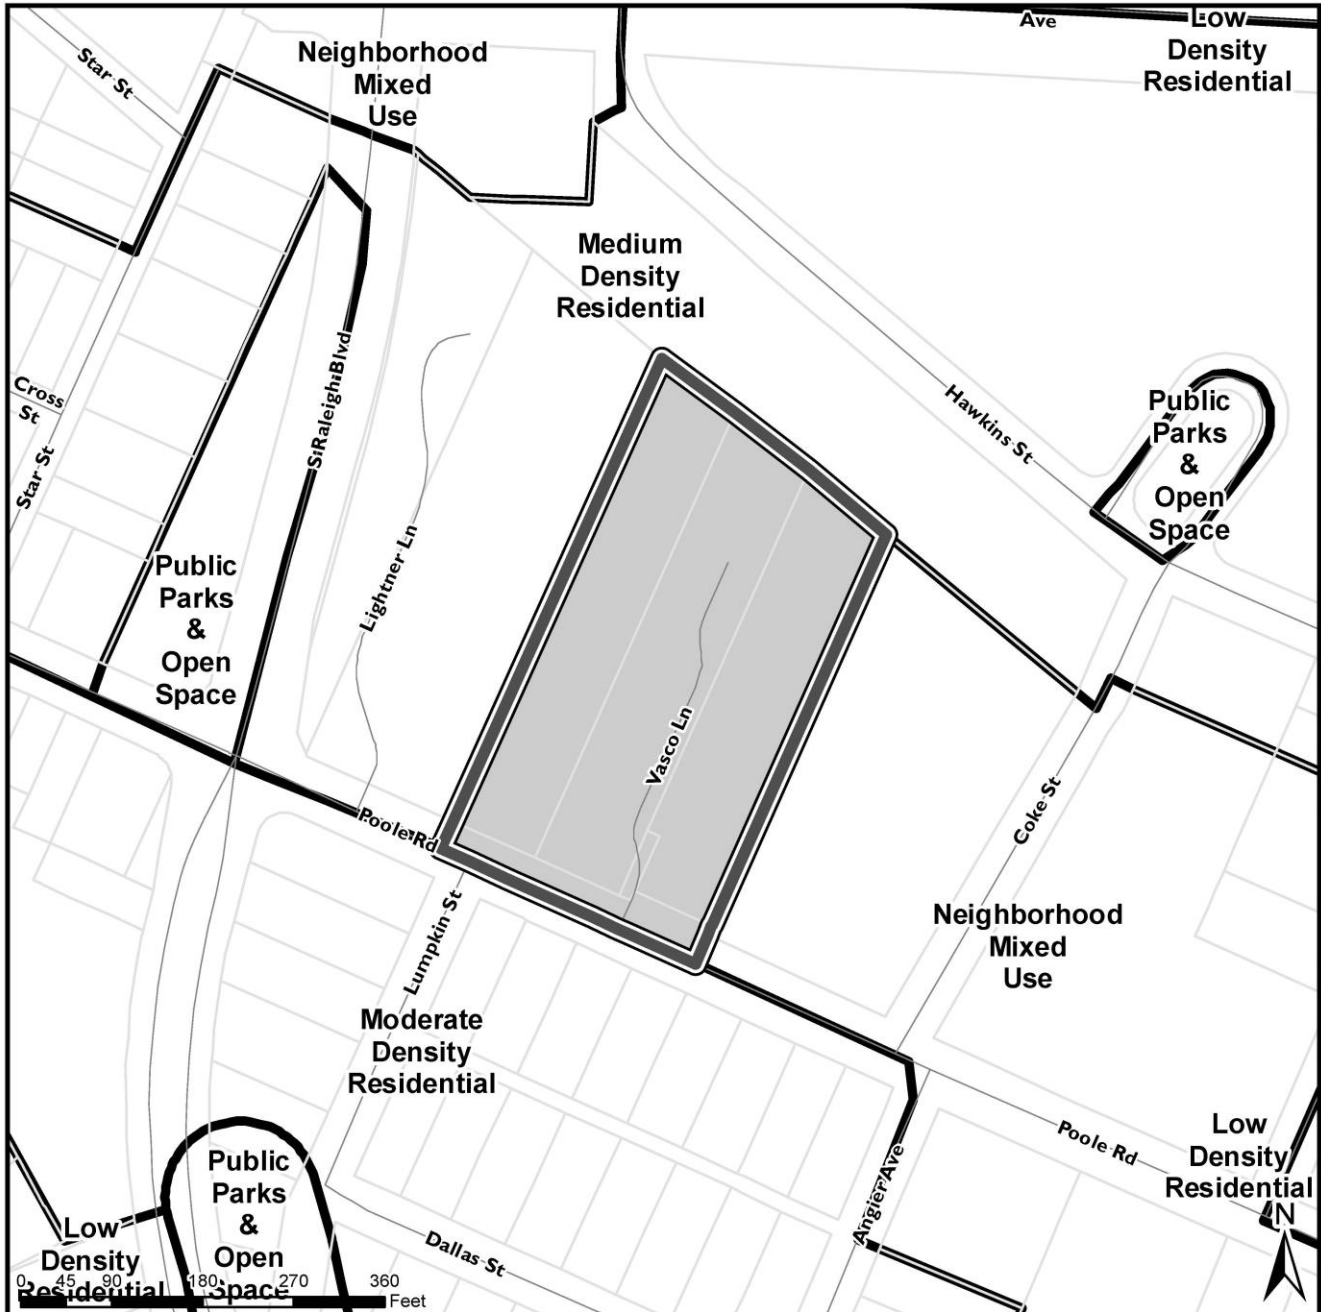 Ave
Low
Density
Residential
Neighborhood
Mixed
Use
Star St
Medium
Density
Residential
S Raleigh Blvd
Cross
St
Star St
Hawkins St
Public
Parks
&
Open
Space
Lightner Ln
Public
Parks
&
Open
Space
Vasco Ln
Poole Rd
Coke St
Lumpkin St
Neighborhood
Mixed
Use
Moderate
Density
Residential
Poole Rd
Angier Ave
Low
Density
Residential
N
Public
Parks
&
Open
Space
Low
Density
Residential
Dallas St
0 45 90 180 270 360
Feet